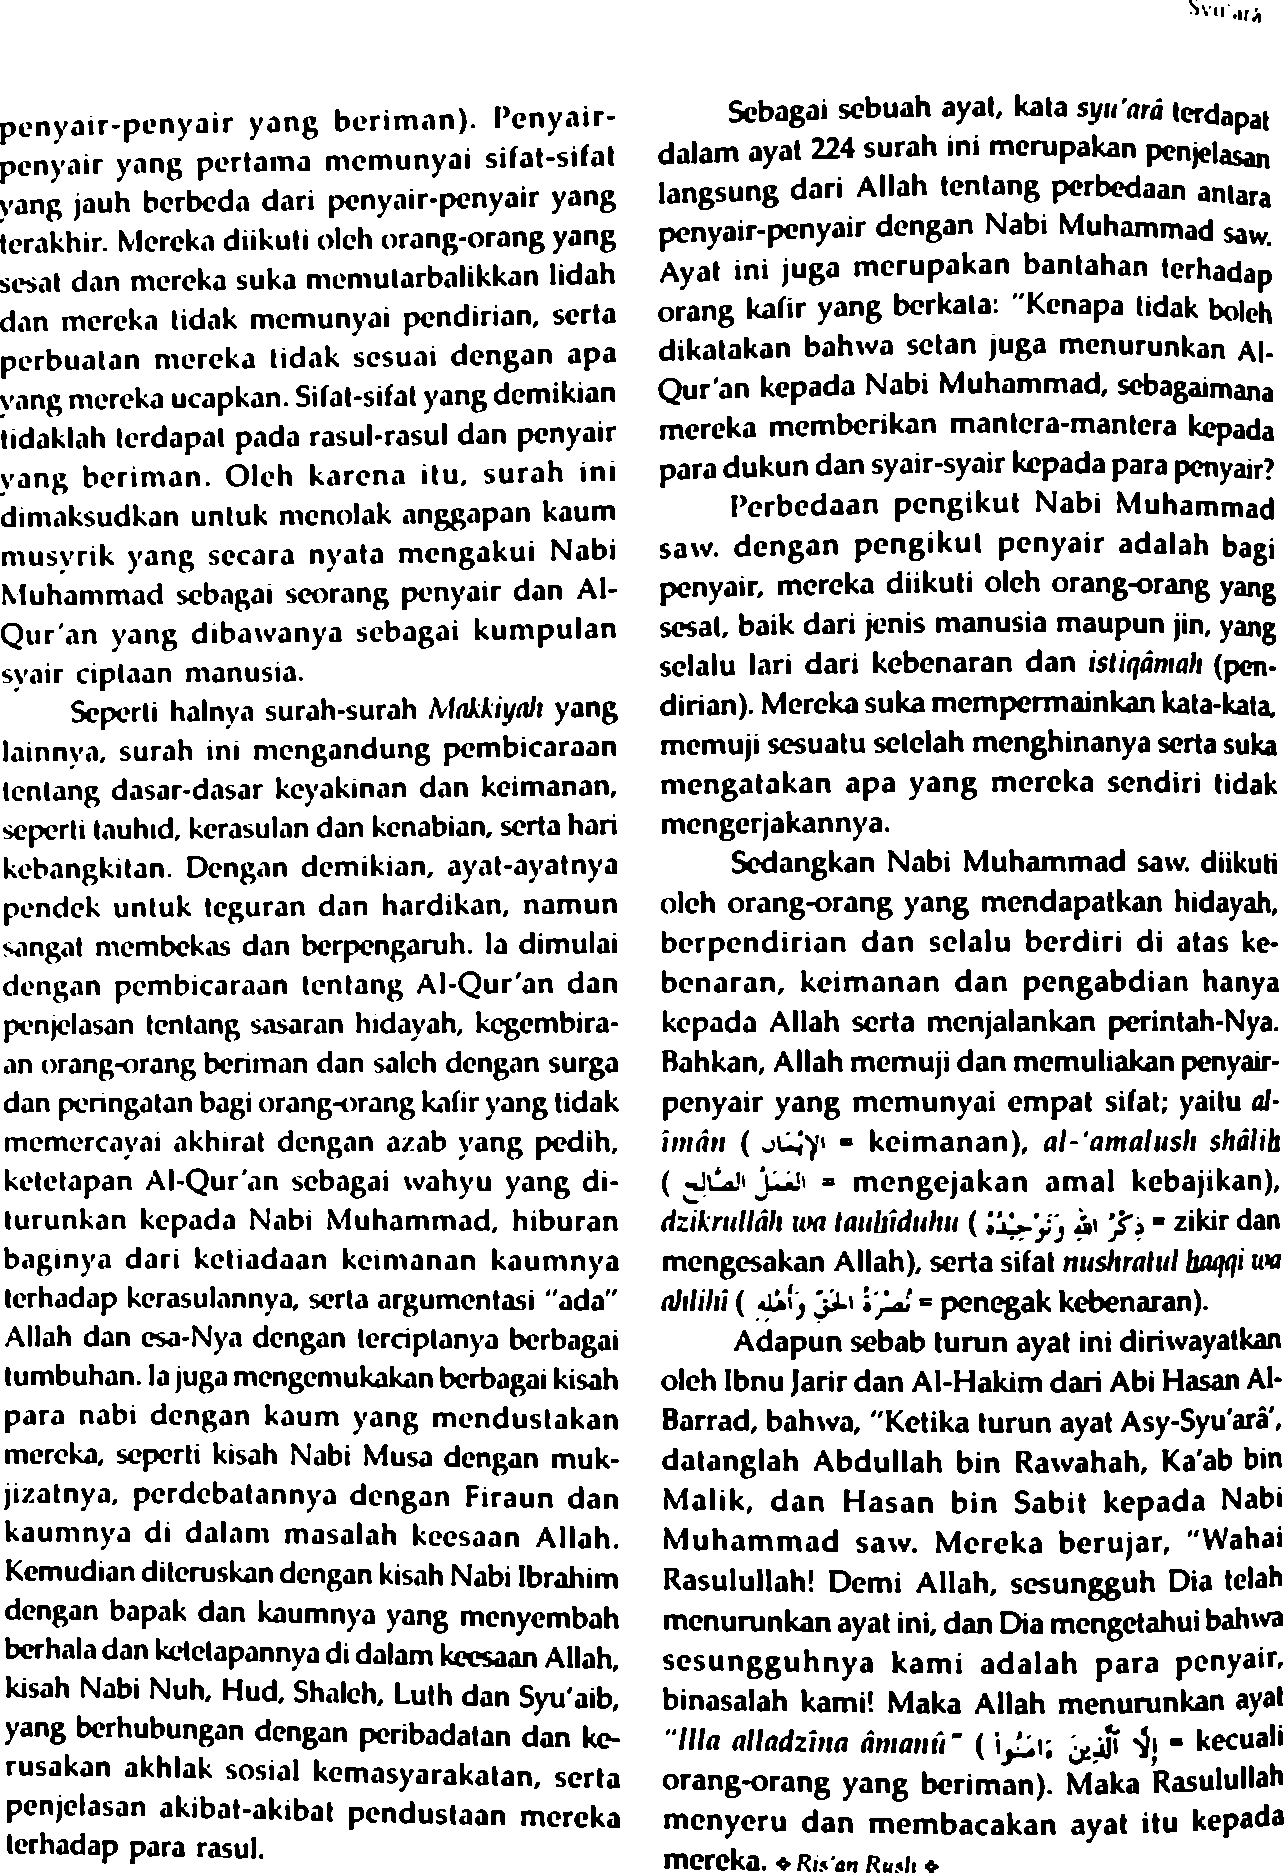 Syu'arâ
penyair-penyair yang beriman). Penyair-
penyair yang pertama memunyai sifat-sifat
yang jauh berbeda dari penyair-penyair yang
terakhir. Mereka diikuti oleh orang-orang yang
sesat dan mereka suka memutarbalikkan lidah
dan mereka tidak memunyai pendirian, serta
perbuatan mereka tidak sesuai dengan apa
yang mereka ucapkan. Sifat-sifat yang demikian
tidaklah terdapat pada rasul-rasul dan penyair
yang beriman. Oleh karena itu, surah ini
dimaksudkan untuk menolak anggapan kaum
musyrik yang secara nyata mengakui Nabi
Muhammad sebagai seorang penyair dan Al-
Qur'an yang dibawanya sebagai kumpulan
syair ciptaan manusia.
Seperti halnya surah-surah Makkiyah yang
lainnya, surah ini mengandung pembicaraan
tentang dasar-dasar keyakinan dan keimanan,
seperti tauhid, kerasulan dan kenabian, serta hari
kebangkitan. Dengan demikian, ayat-ayatnya
pendek untuk teguran dan hardikan, namun
sangat membekas dan berpengaruh. Ia dimulai
dengan pembicaraan tentang Al-Qur'an dan
penjelasan tentang sasaran hidayah, kegembira-
an orang-orang beriman dan saleh dengan surga
dan peringatan bagi orang-orang kafir yang tidak
memercayai akhirat dengan azab yang pedih,
ketetapan Al-Qur'an sebagai wahyu yang di-
turunkan kepada Nabi Muhammad, hiburan
baginya dari ketiadaan keimanan kaumnya
terhadap kerasulannya, serta argumentasi "ada"
Allah dan esa-Nya dengan terciptanya berbagai
tumbuhan. Ia juga mengemukakan berbagai kisah
para nabi dengan kaum yang mendustakan
mereka, seperti kisah Nabi Musa dengan muk-
jizatnya, perdebatannya dengan Firaun dan
kaumnya di dalam masalah keesaan Allah.
Kemudian diteruskan dengan kisah Nabi Ibrahim
dengan bapak dan kaumnya yang menyembah
berhala dan ketetapannya di dalam keesaan Allah,
kisah Nabi Nuh, Hud, Shaleh, Luth dan Syu'aib,
yang berhubungan dengan peribadatan dan ke-
rusakan akhlak sosial kemasyarakatan, serta
penjelasan akibat-akibat pendustaan mereka
terhadap para rasul.
Sebagai sebuah ayat, kata syu'arâ terdapat
dalam ayat 224 surah ini merupakan penjelasan
langsung dari Allah tentang perbedaan antara
penyair-penyair dengan Nabi Muhammad saw.
Ayat ini juga merupakan bantahan terhadap
orang kafir yang berkata: "Kenapa tidak boleh
dikatakan bahwa setan juga menurunkan Al-
Qur'an kepada Nabi Muhammad, sebagaimana
mereka memberikan mantera-mantera kepada
para dukun dan syair-syair kepada para penyair?
Perbedaan pengikut Nabi Muhammad
saw. dengan pengikut penyair adalah bagi
penyair, mereka diikuti oleh orang-orang yang
sesat, baik dari jenis manusia maupun jin, yang
selalu lari dari kebenaran dan istiqâmah (pen-
dirian). Mereka suka mempermainkan kata-kata,
memuji sesuatu setelah menghinanya serta suka
mengatakan apa yang mereka sendiri tidak
mengerjakannya.
Sedangkan Nabi Muhammad saw. diikuti
oleh orang-orang yang mendapatkan hidayah,
berpendirian dan selalu berdiri di atas ke-
benaran, keimanan dan pengabdian hanya
kepada Allah serta menjalankan perintah-Nya.
Bahkan, Allah memuji dan memuliakan penyair-
penyair yang memunyai empat sifat; yaitu al-
îmân ( الإِيْمَان = keimanan), al-'amalush shâlih
( الْعَمَلُ الصَّالِح = mengejakan amal kebajikan),
dzikrullâh wa tauhîduhu ( ذِكْرُ اللهِ وَتَوْحِيْدُهُ = zikir dan
mengesakan Allah), serta sifat nushratul haqqi wa
ahlihi ( نُصْرَةُ الْحَقِّ وَأَهْلِهِ = penegak kebenaran).
Adapun sebab turun ayat ini diriwayatkan
oleh Ibnu Jarir dan Al-Hakim dari Abi Hasan Al-
Barrad, bahwa, "Ketika turun ayat Asy-Syu'arâ',
datanglah Abdullah bin Rawahah, Ka'ab bin
Malik, dan Hasan bin Sabit kepada Nabi
Muhammad saw. Mereka berujar, "Wahai
Rasulullah! Demi Allah, sesungguh Dia telah
menurunkan ayat ini, dan Dia mengetahui bahwa
sesungguhnya kami adalah para penyair,
binasalah kami! Maka Allah menurunkan ayat
"Illa alladzîna âmanû" ( إِلَّا الَّذِينَ ءَامَنُوا = kecuali
orang-orang yang beriman). Maka Rasulullah
menyeru dan membacakan ayat itu kepada
mereka. ❖ Ris'an Rusli ❖